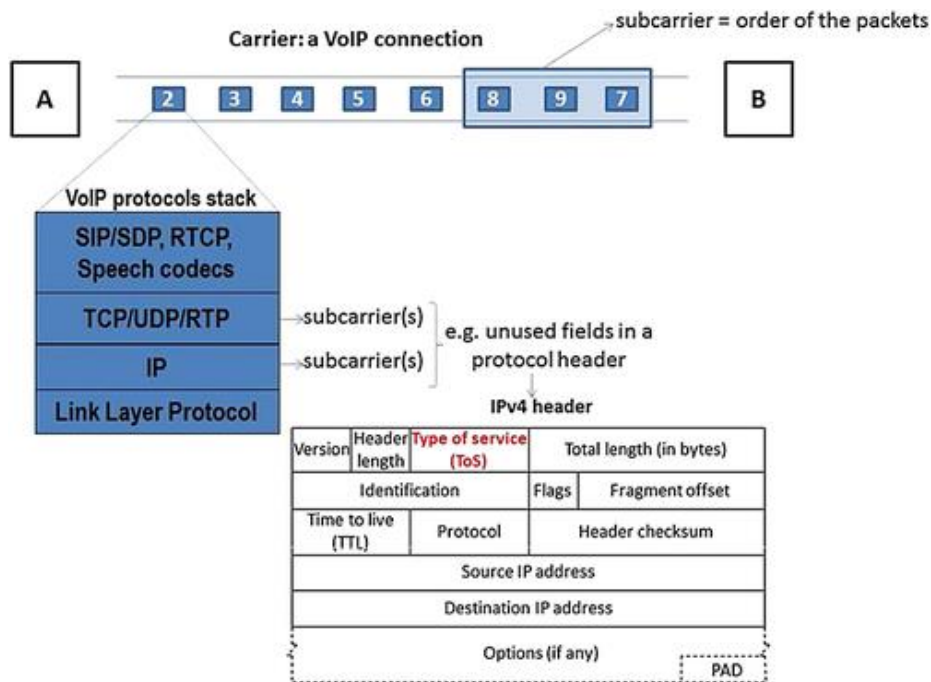 subcarrier = order of the packets
Carrier: a VoIP connection
A
2 3 4 5 6 8 9 7
B
VoIP protocols stack
SIP/SDP, RTCP,
Speech codecs
TCP/UDP/RTP
subcarrier(s)
IP
subcarrier(s)
Link Layer Protocol
e.g. unused fields in a
protocol header
IPv4 header
Version
Header
length
Type of service
(ToS)
Total length (in bytes)
Identification
Flags
Fragment offset
Time to live
(TTL)
Protocol
Header checksum
Source IP address
Destination IP address
Options (if any)
PAD